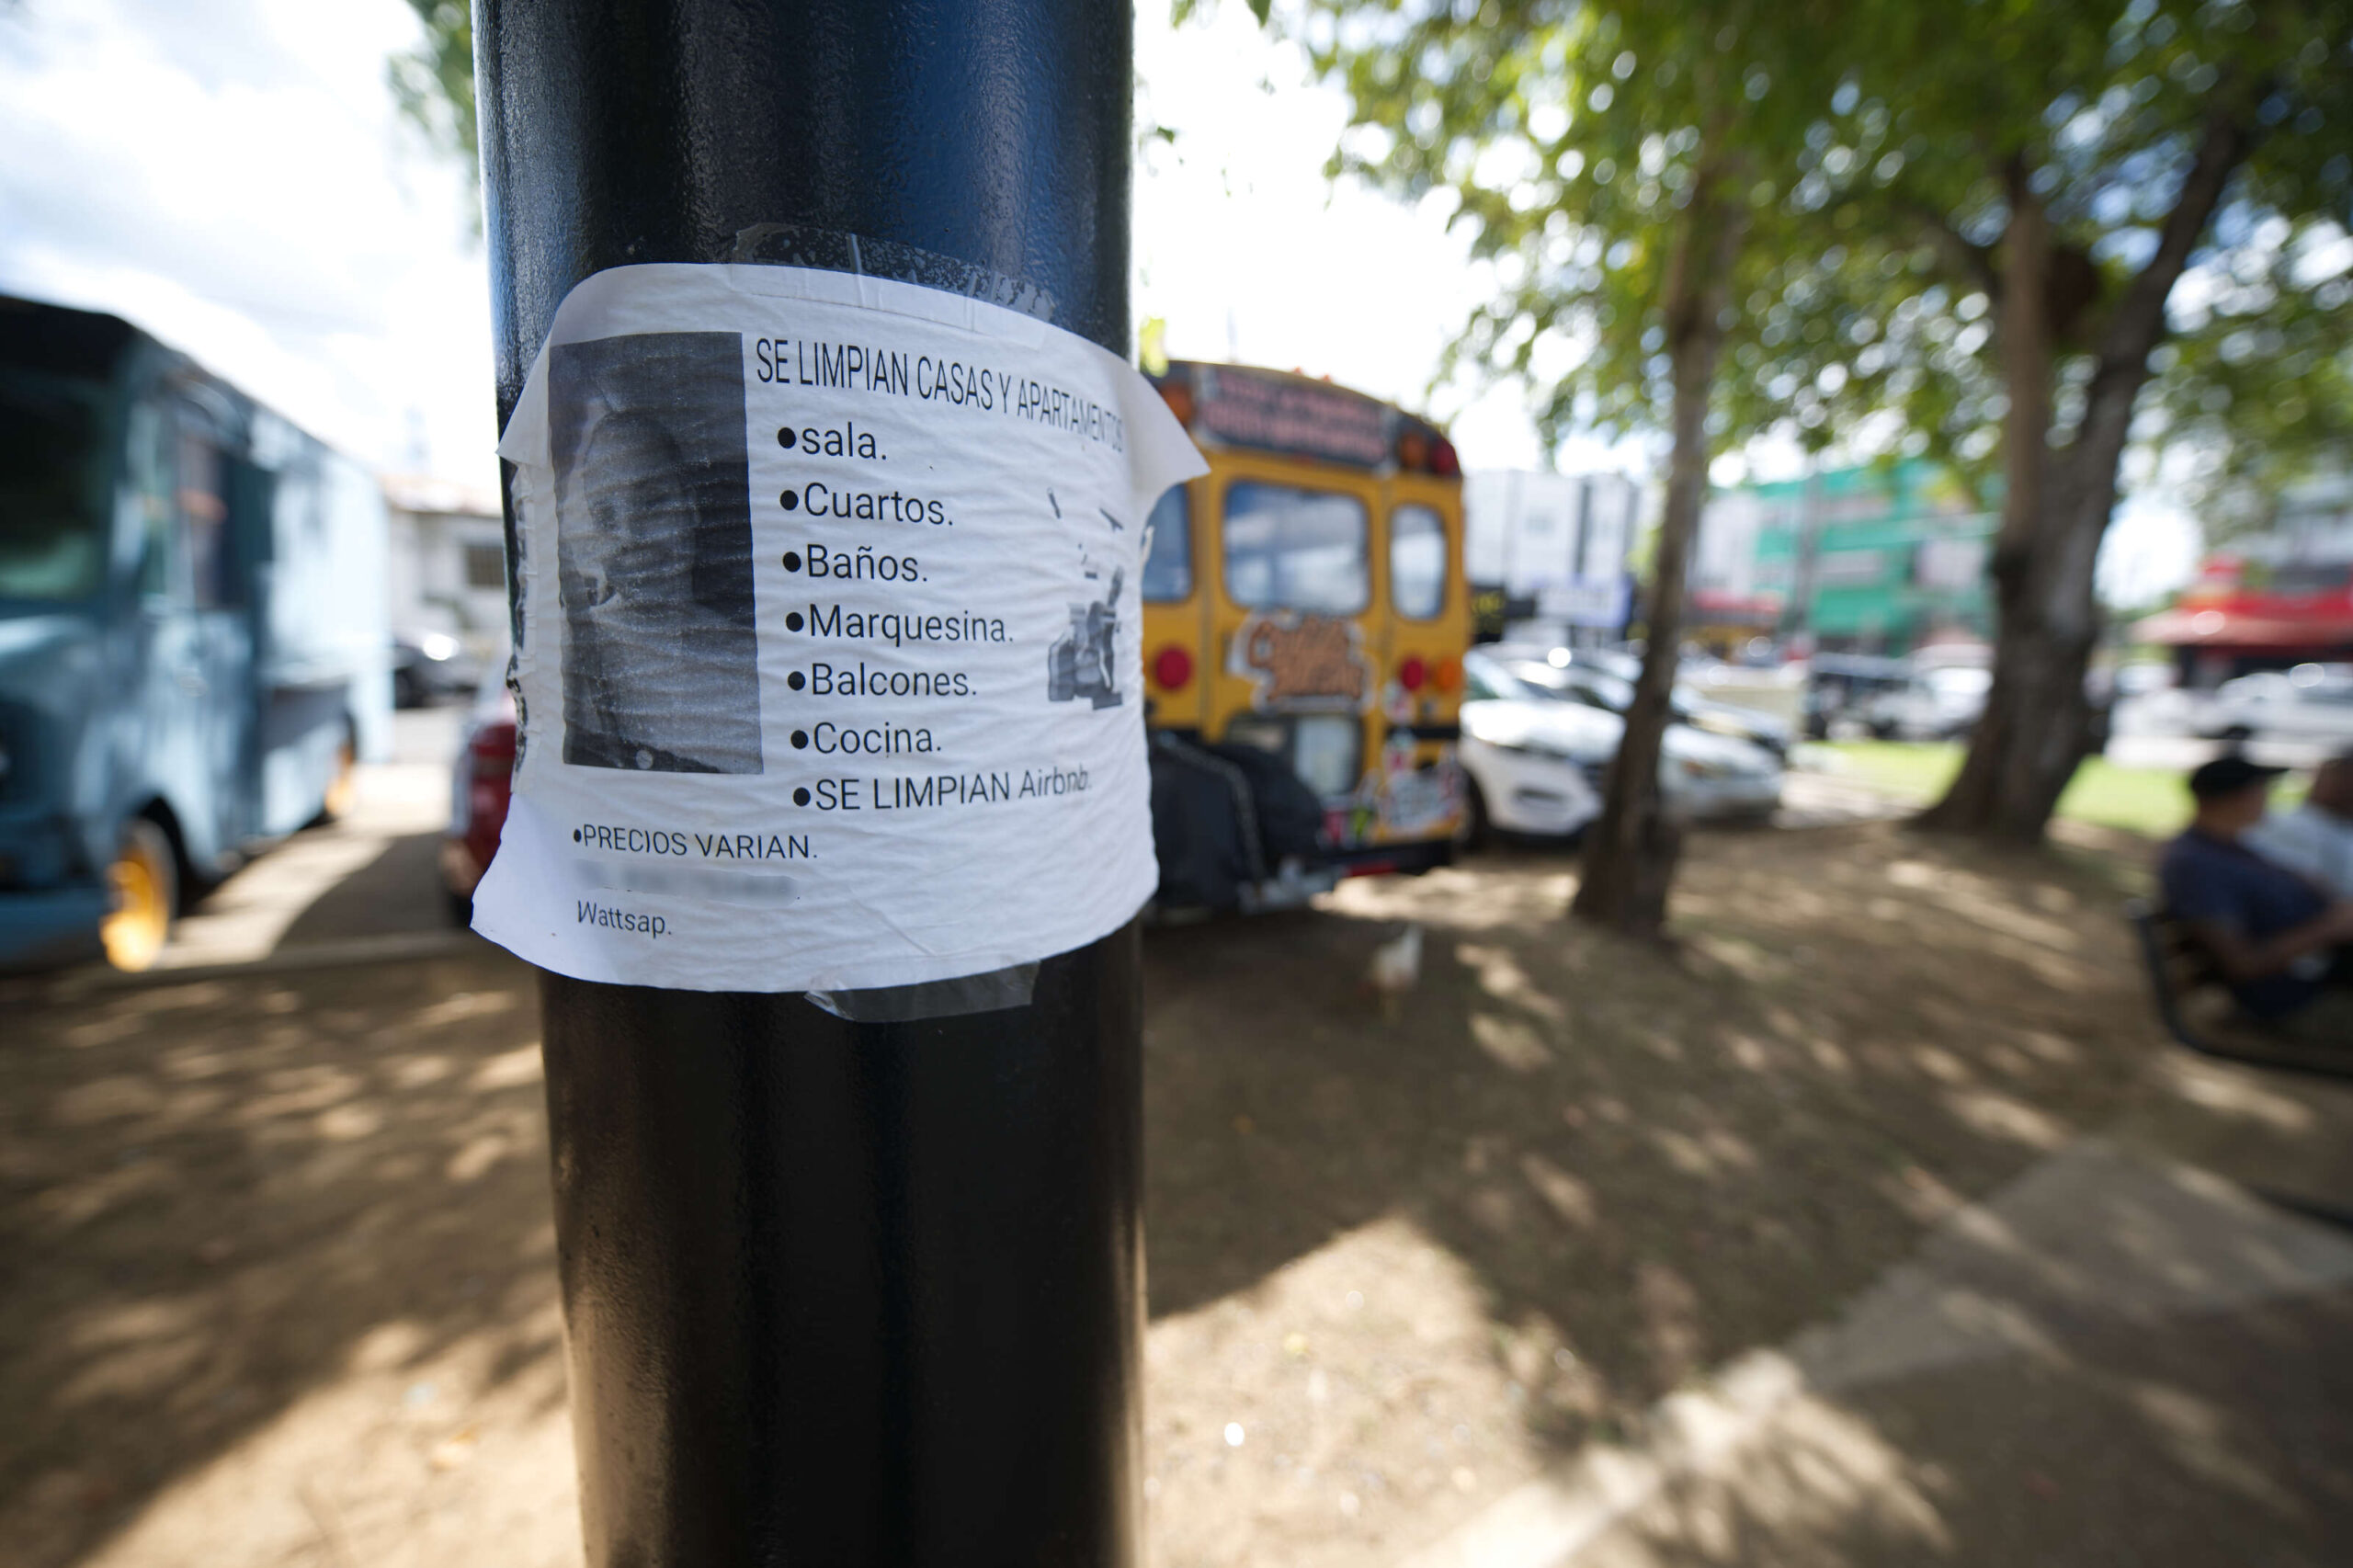 SE LIMPIAN CASAS Y APARTAMENTOS
•sala.
•Cuartos.
•Baños.
•Marquesina.
•Balcones.
•Cocina.
•SE LIMPIAN Airbnb.
•PRECIOS VARIAN.
Wattsap.